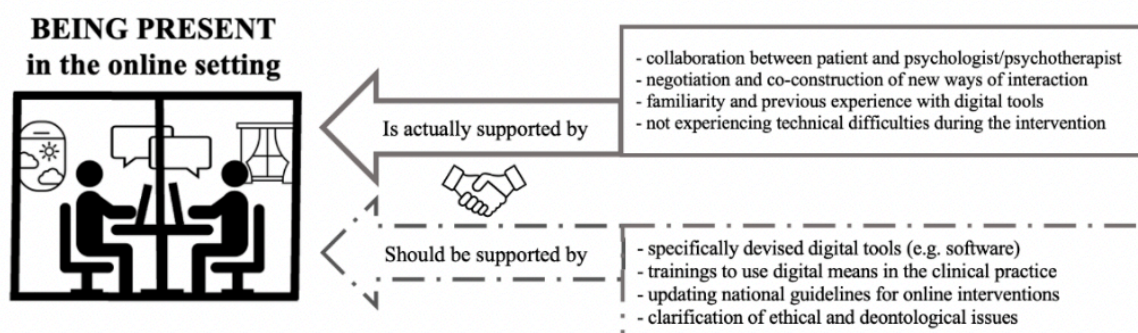 BEING PRESENT
in the online setting
Is actually supported by
- collaboration between patient and psychologist/psychotherapist
- negotiation and co-construction of new ways of interaction
- familiarity and previous experience with digital tools
- not experiencing technical difficulties during the intervention
Should be supported by
- specifically devised digital tools (e.g. software)
- trainings to use digital means in the clinical practice
- updating national guidelines for online interventions
- clarification of ethical and deontological issues